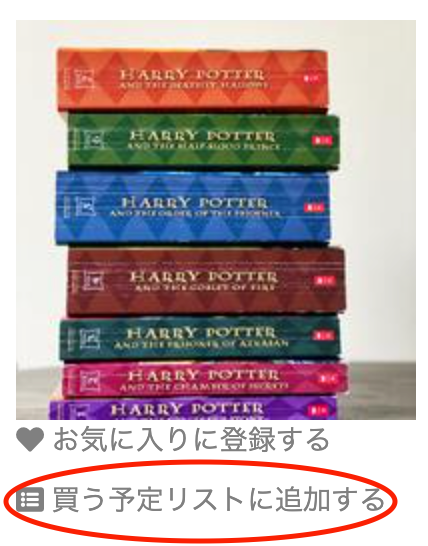 HARRY POTTER
AND THE DEATHLY HALLOWS
HARRY POTTER
AND THE HALF-BLOOD PRINCE
HARRY POTTER
AND THE ORDER OF THE PHOENIX
HARRY POTTER
AND THE GOBLET OF FIRE
HARRY POTTER
AND THE PRISONER OF AZKABAN
HARRY POTTER
AND THE CHAMBER OF SECRETS
HARRY POTTER
お気に入りに登録する
買う予定リストに追加する